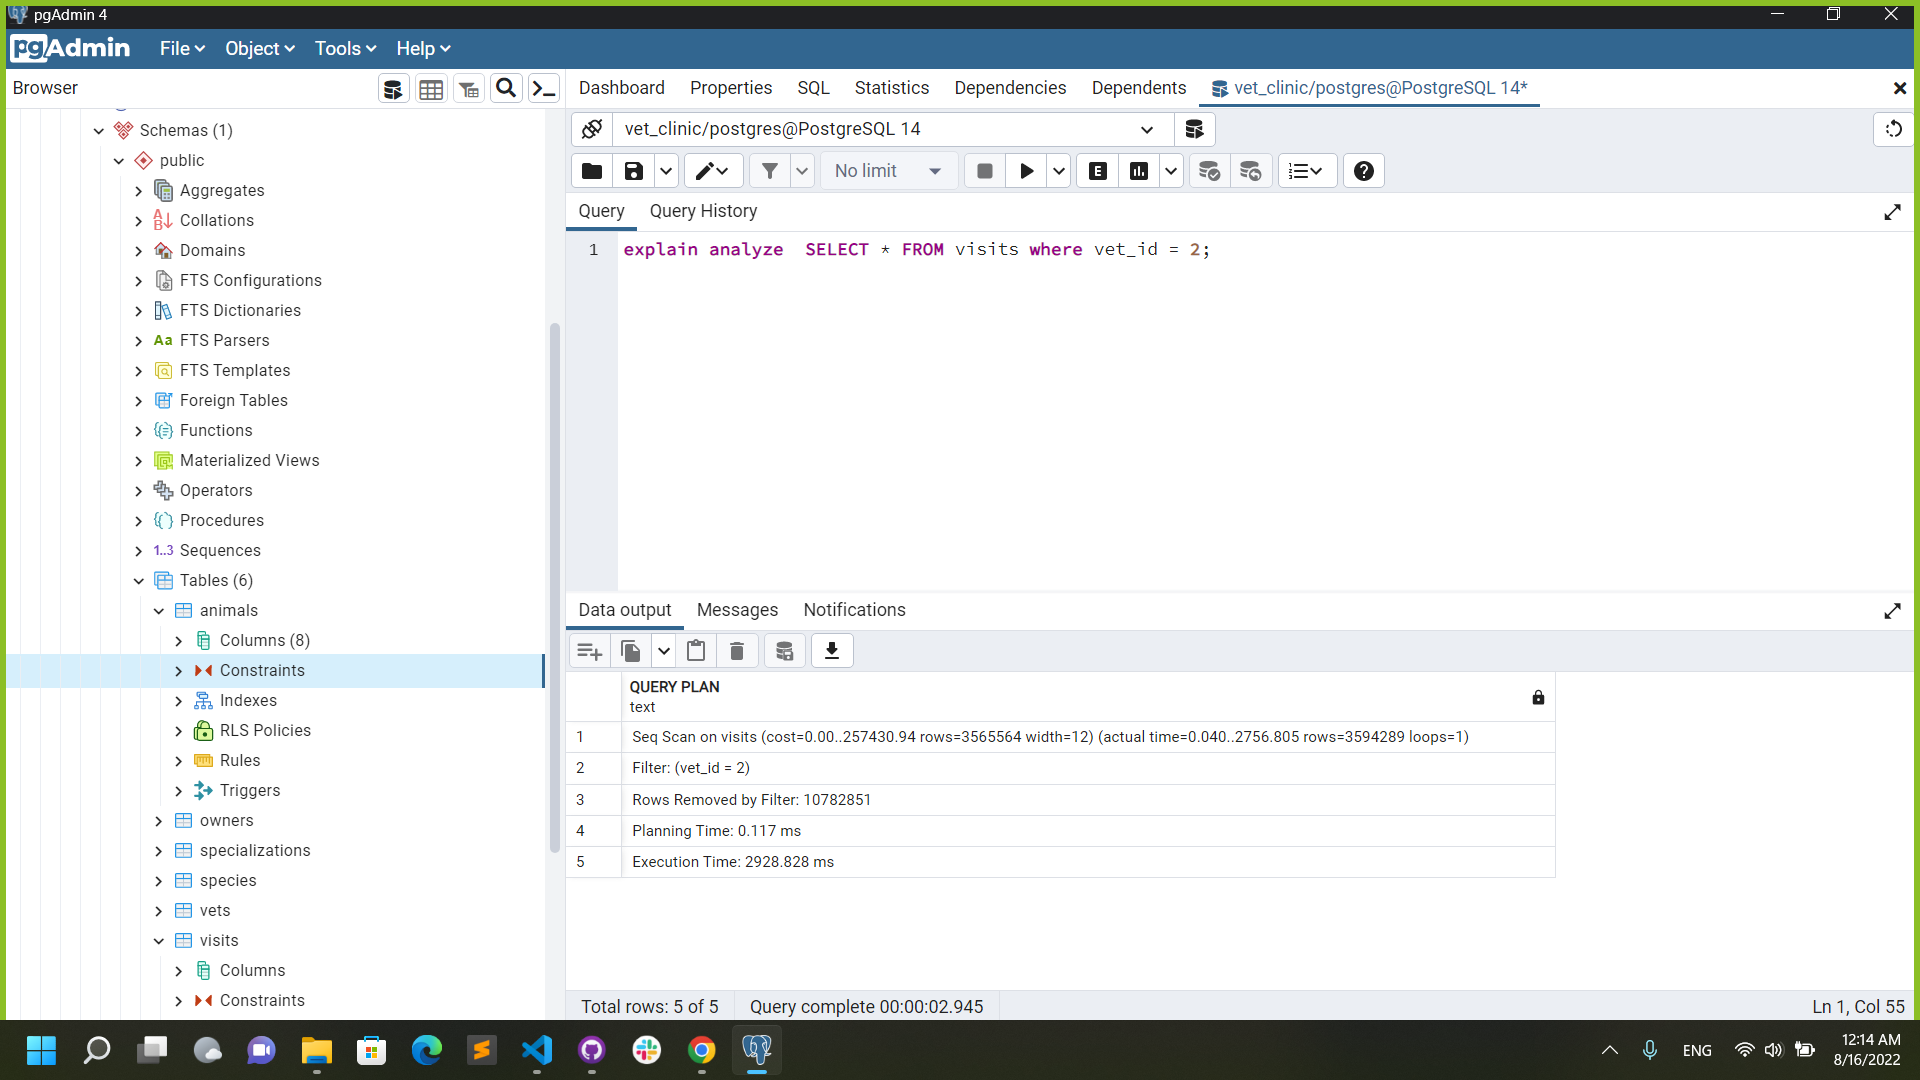 pgAdmin 4
pgAdmin File Object Tools Help
Browser
Dashboard Properties SQL Statistics Dependencies Dependents vet_clinic/postgres@PostgreSQL 14*
Schemas (1)
public
Aggregates
Collations
Domains
FTS Configurations
FTS Dictionaries
Aa FTS Parsers
FTS Templates
Foreign Tables
Functions
Materialized Views
Operators
Procedures
1..3 Sequences
Tables (6)
animals
Columns (8)
Constraints
Indexes
RLS Policies
Rules
Triggers
owners
specializations
species
vets
visits
Columns
Constraints
vet_clinic/postgres@PostgreSQL 14
No limit E
Query Query History
1 explain analyze  SELECT * FROM visits where vet_id = 2;
Data output Messages Notifications
QUERY PLAN
text
1 Seq Scan on visits (cost=0.00..257430.94 rows=3565564 width=12) (actual time=0.040..2756.805 rows=3594289 loops=1)
2 Filter: (vet_id = 2)
3 Rows Removed by Filter: 10782851
4 Planning Time: 0.117 ms
5 Execution Time: 2928.828 ms
Total rows: 5 of 5 Query complete 00:00:02.945 Ln 1, Col 55
ENG 12:14 AM
8/16/2022